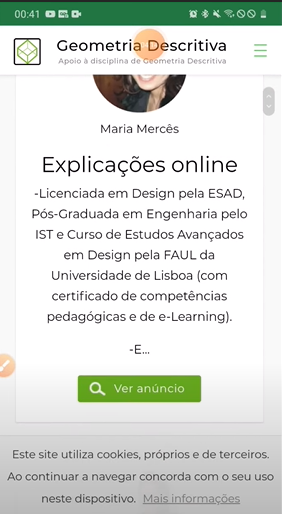 00:41
Geometria Descritiva
Apoio à disciplina de Geometria Descritiva
Maria Mercês
Explicações online
-Licenciada em Design pela ESAD,
Pós-Graduada em Engenharia pelo
IST e Curso de Estudos Avançados
em Design pela FAUL da
Universidade de Lisboa (com
certificado de competências
pedagógicas e de e-Learning).
-E...
Ver anúncio
Este site utiliza cookies, próprios e de terceiros.
Ao continuar a navegar concorda com o seu uso
neste dispositivo. Mais informações